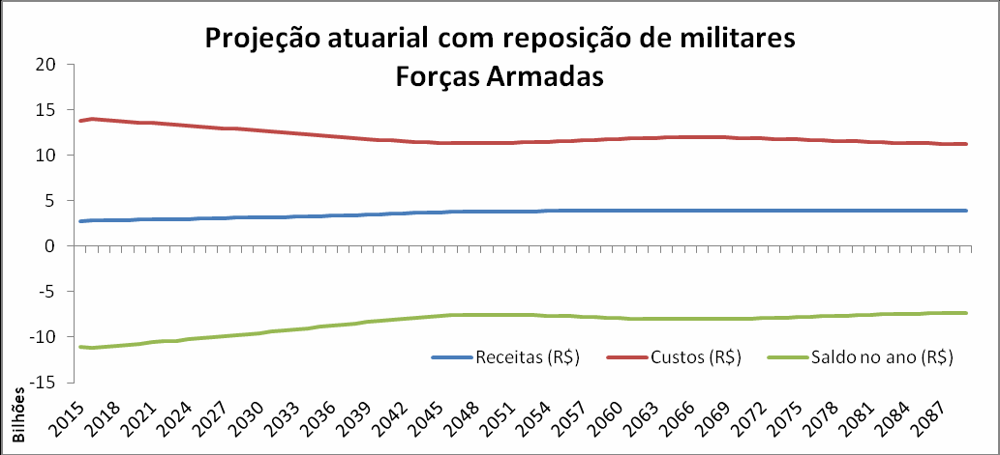 Projeção atuarial com reposição de militares
Forças Armadas
20
15
10
5
0
-5
-10
-15
Bilhões
Receitas (R$) Custos (R$) Saldo no ano (R$)
2015 2018 2021 2024 2027 2030 2033 2036 2039 2042 2045 2048 2051 2054 2057 2060 2063 2066 2069 2072 2075 2078 2081 2084 2087